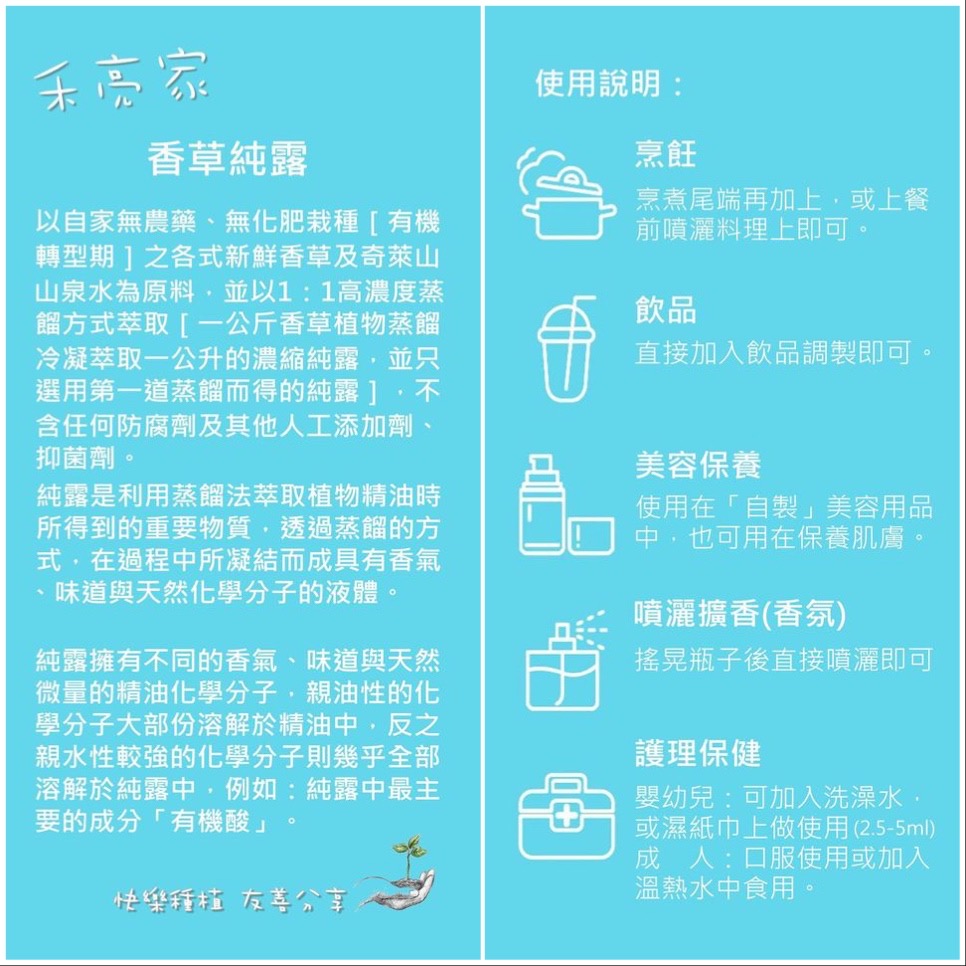 禾亮家
香草純露
以自家無農藥、無化肥栽種[有機
轉型期]之各式新鮮香草及奇萊山
山泉水為原料，並以1：1高濃度蒸
餾方式萃取[一公斤香草植物蒸餾
冷凝萃取一公升的濃縮純露，並只
選用第一道蒸餾而得的純露]，不
含任何防腐劑及其他人工添加劑、
抑菌劑。
純露是利用蒸餾法萃取植物精油時
所得到的重要物質，透過蒸餾的方
式，在過程中所凝結而成具有香氣
、味道與天然化學分子的液體。
純露擁有不同的香氣、味道與天然
微量的精油化學分子，親油性的化
學分子大部份溶解於精油中，反之
親水性較強的化學分子則幾乎全部
溶解於純露中，例如：純露中最主
要的成分「有機酸」。
快樂種植 友善分享
使用說明：
烹飪
烹煮尾端再加上，或上餐
前噴灑料理上即可。
飲品
直接加入飲品調製即可。
美容保養
使用在「自製」美容用品
中，也可用在保養肌膚。
噴灑擴香(香氛)
搖晃瓶子後直接噴灑即可
護理保健
嬰幼兒：可加入洗澡水，
或濕紙巾上做使用(2.5-5ml)
成　人：口服使用或加入
溫熱水中食用。